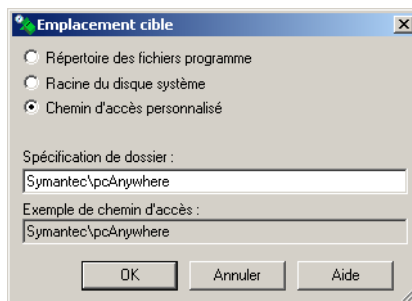 Emplacement cible
Répertoire des fichiers programme
Racine du disque système
Chemin d'accès personnalisé
Spécification de dossier :
Symantec\pcAnywhere
Exemple de chemin d'accès :
Symantec\pcAnywhere
OK Annuler Aide